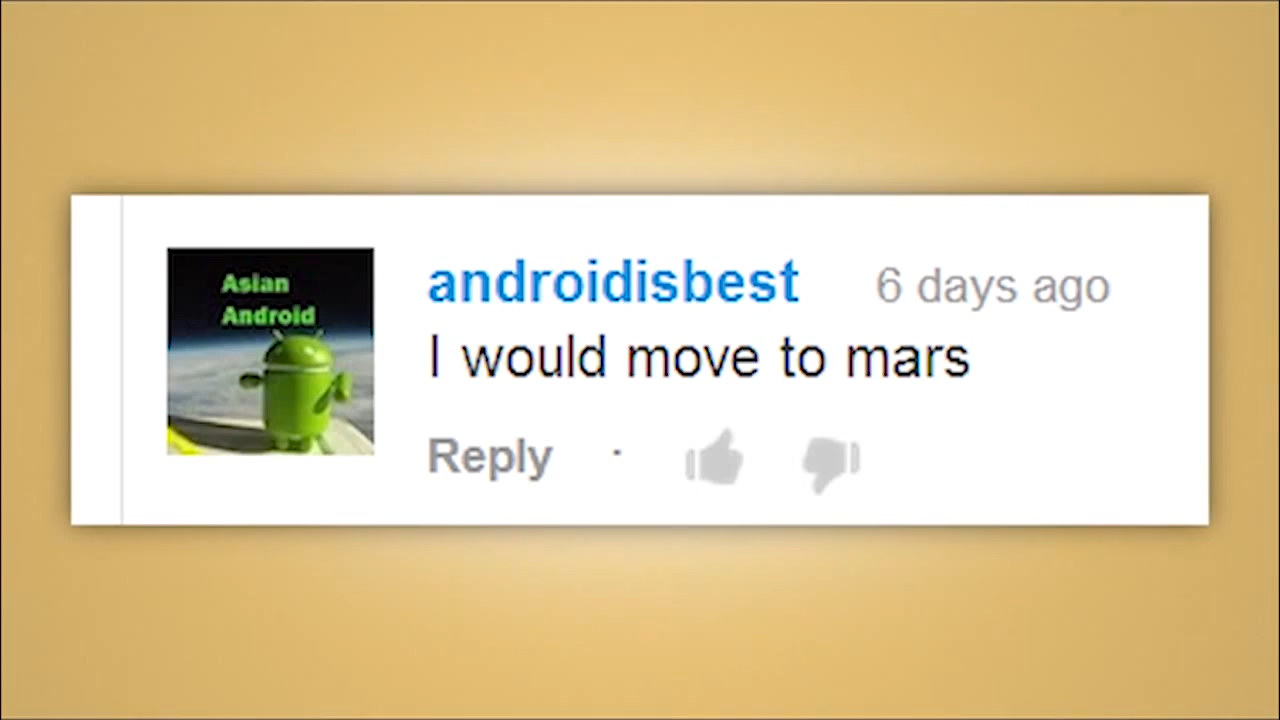 Asian
Android
androidisbest 6 days ago
I would move to mars
Reply ·